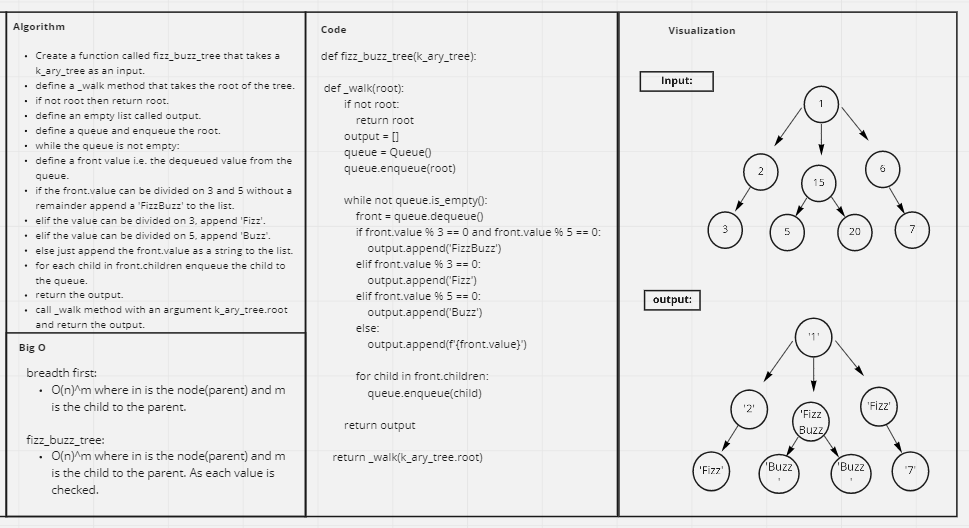 Algorithm
• Create a function called fizz_buzz_tree that takes a
k_ary_tree as an input.
• define a _walk method that takes the root of the tree.
• if not root then return root.
• define an empty list called output.
• define a queue and enqueue the root.
• while the queue is not empty:
• define a front value i.e. the dequeued value from the
queue.
• if the front.value can be divided on 3 and 5 without a
remainder append a 'FizzBuzz' to the list.
• elif the value can be divided on 3, append 'Fizz'.
• elif the value can be divided on 5, append 'Buzz'.
• else just append the front.value as a string to the list.
• for each child in front.children enqueue the child to
the queue.
• return the output.
• call _walk method with an argument k_ary_tree.root
and return the output.
Big O
breadth first:
• O(n)^m where in is the node(parent) and m
is the child to the parent.
fizz_buzz_tree:
• O(n)^m where in is the node(parent) and m
is the child to the parent. As each value is
checked.
Code
def fizz_buzz_tree(k_ary_tree):
def _walk(root):
if not root:
return root
output = []
queue = Queue()
queue.enqueue(root)
while not queue.is_empty():
front = queue.dequeue()
if front.value % 3 == 0 and front.value % 5 == 0:
output.append('FizzBuzz')
elif front.value % 3 == 0:
output.append('Fizz')
elif front.value % 5 == 0:
output.append('Buzz')
else:
output.append(f'{front.value}')
for child in front.children:
queue.enqueue(child)
return output
return _walk(k_ary_tree.root)
Visualization
Input:
1
2
15
6
3
5
20
7
output:
'1'
'2'
'Fizz
Buzz
'Fizz'
'Fizz'
'Buzz
'
'Buzz
'
'7'